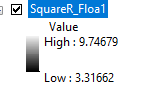 SquareR_Floa1
Value
High : 9.74679
Low : 3.31662